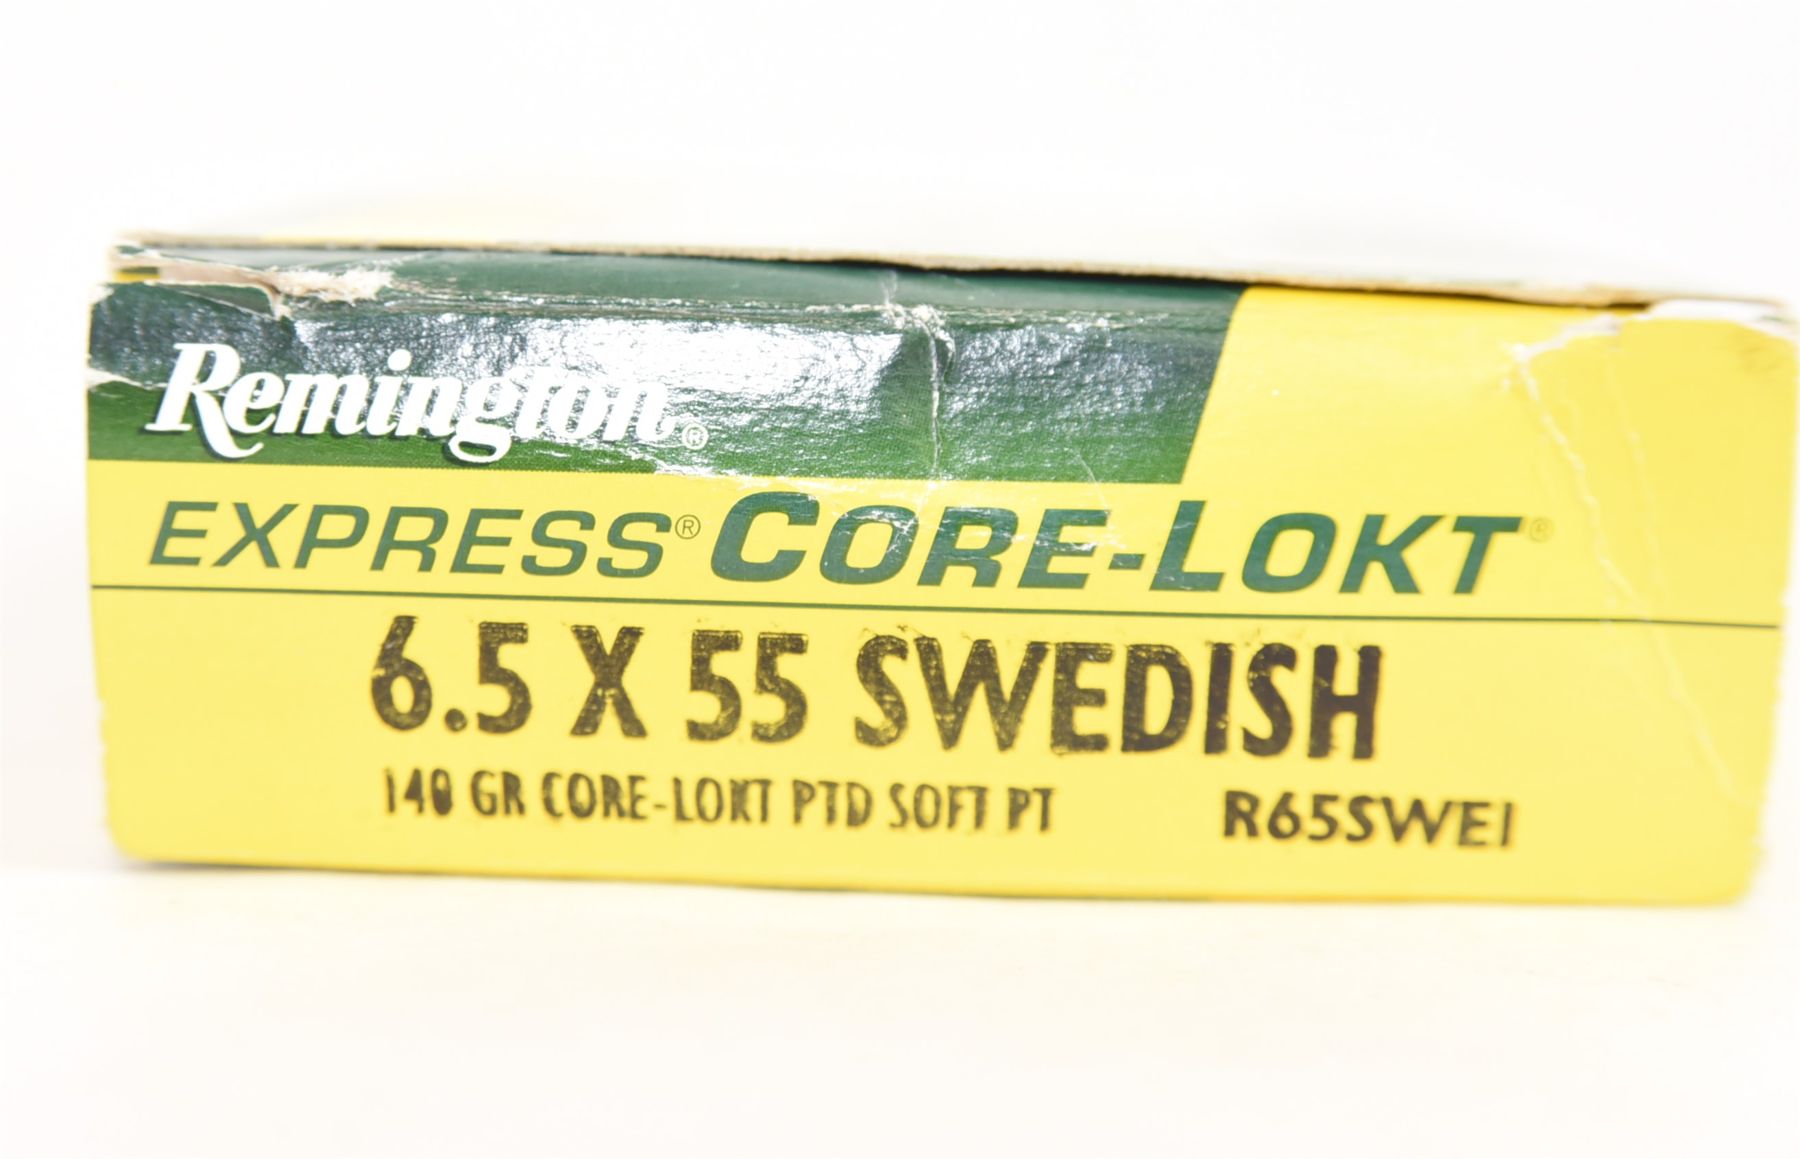 Remington®
EXPRESS® CORE-LOKT®
6.5 X 55 SWEDISH
140 GR CORE-LOKT PTD SOFT PT R65SWE1